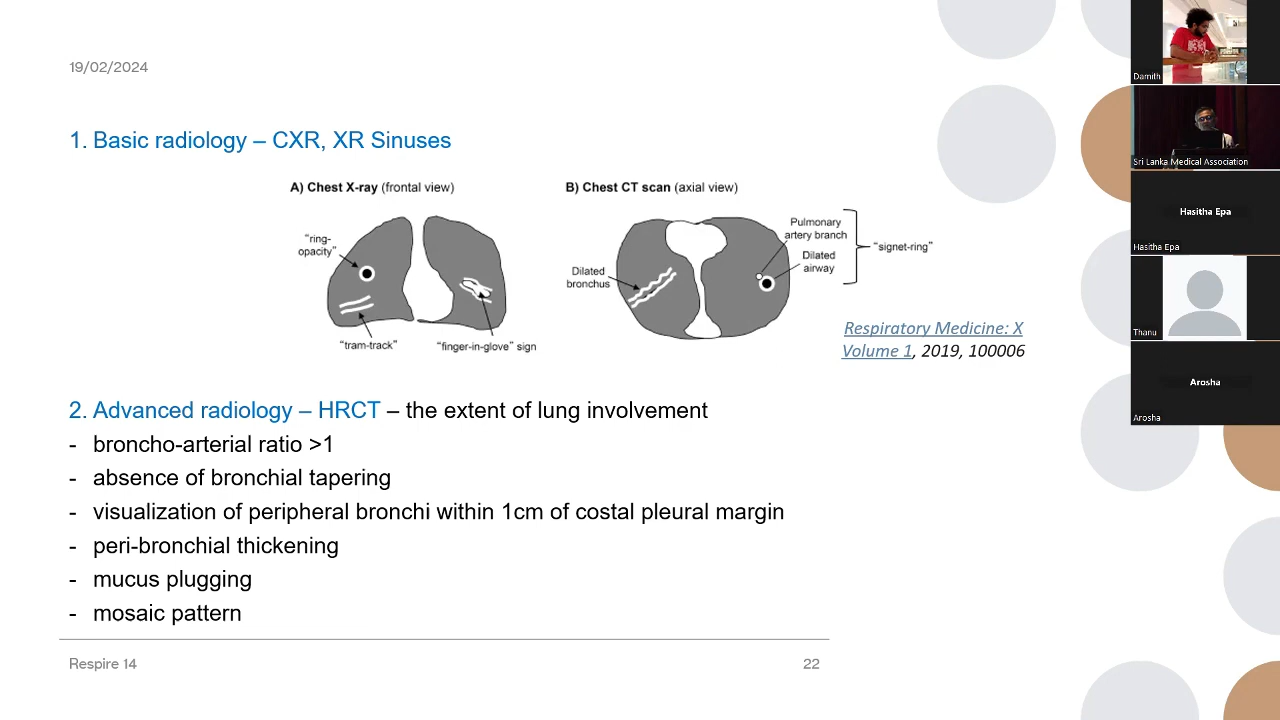 19/02/2024
1. Basic radiology – CXR, XR Sinuses
A) Chest X-ray (frontal view)
B) Chest CT scan (axial view)
"ring-
opacity"
"tram-track"
"finger-in-glove" sign
Dilated
bronchus
Pulmonary
artery branch
Dilated
airway
"signet-ring"
Respiratory Medicine: X
Volume 1, 2019, 100006
2. Advanced radiology – HRCT – the extent of lung involvement
- broncho-arterial ratio >1
- absence of bronchial tapering
- visualization of peripheral bronchi within 1cm of costal pleural margin
- peri-bronchial thickening
- mucus plugging
- mosaic pattern
Respire 14
22
Damith
Sri Lanka Medical Association
Hasitha Epa
Hasitha Epa
Thanu
Arosha
Arosha